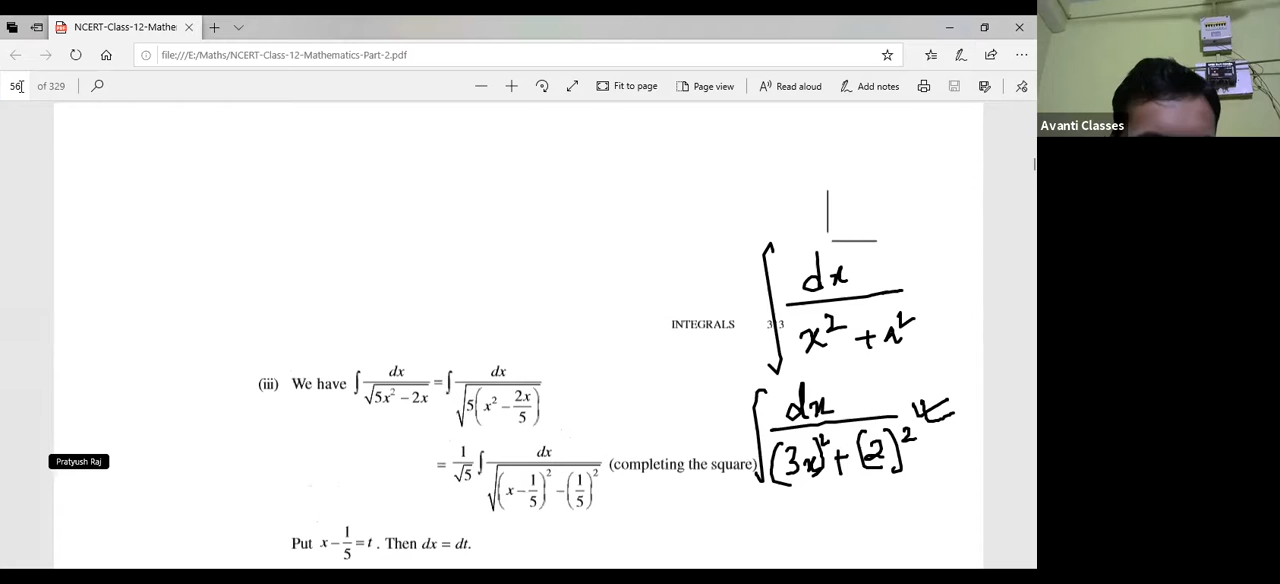 NCERT-Class-12-Mathe
file:///E:/Maths/NCERT-Class-12-Mathematics-Part-2.pdf
56 of 329
Fit to page
Page view
Read aloud
Add notes
Avanti Classes
dx
x² +
INTEGRALS
(iii) We have ∫ dx/√(5x² – 2x) = ∫ dx/√(5(x² – 2x/5))
dx
(3x)² + (2)²
= 1/√5 ∫ dx/√((x – 1/5)² – (1/5)²) (completing the square)
Pratyush Raj
Put x – 1/5 = t . Then dx = dt.